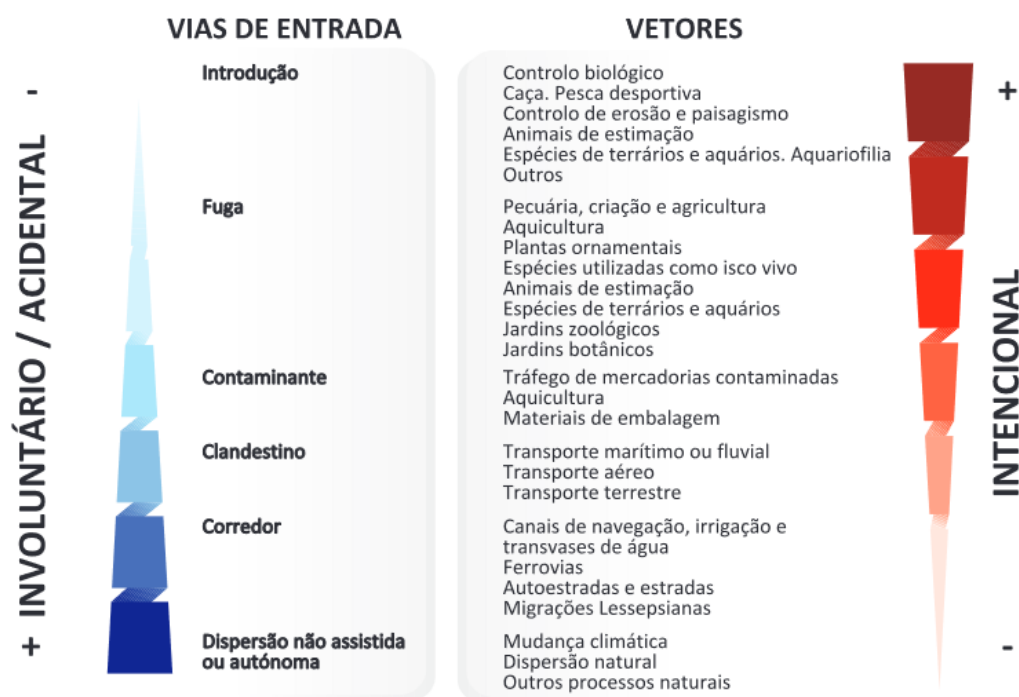 VIAS DE ENTRADA
VETORES
- INVOLUNTÁRIO / ACIDENTAL +
Introdução
Controlo biológico
Caça. Pesca desportiva
Controlo de erosão e paisagismo
Animais de estimação
Espécies de terrários e aquários. Aquariofilia
Outros
Fuga
Pecuária, criação e agricultura
Aquicultura
Plantas ornamentais
Espécies utilizadas como isco vivo
Animais de estimação
Espécies de terrários e aquários
Jardins zoológicos
Jardins botânicos
Contaminante
Tráfego de mercadorias contaminadas
Aquicultura
Materiais de embalagem
Clandestino
Transporte marítimo ou fluvial
Transporte aéreo
Transporte terrestre
Corredor
Canais de navegação, irrigação e
transvases de água
Ferrovias
Autoestradas e estradas
Migrações Lessepsianas
Dispersão não assistida
ou autónoma
Mudança climática
Dispersão natural
Outros processos naturais
+ INTENCIONAL -